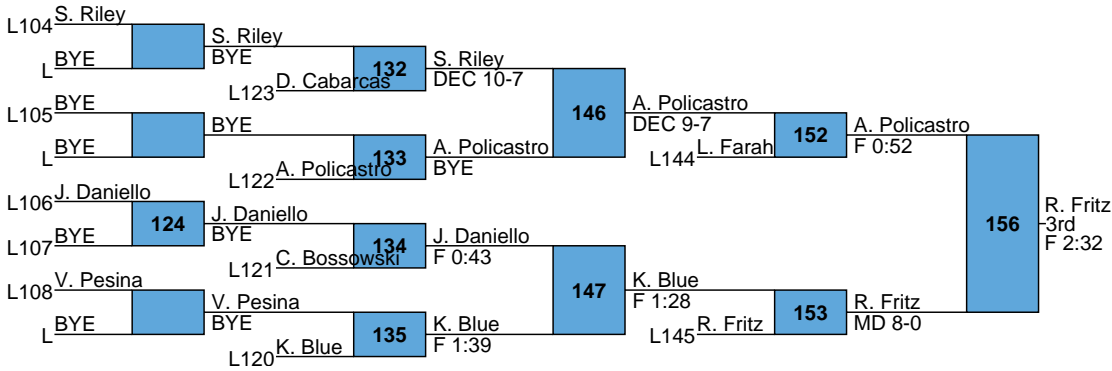 L104 S. Riley
L BYE
S. Riley
BYE
132
L123 D. Cabarcas
S. Riley
DEC 10-7
L105 BYE
L BYE
BYE
133
L122 A. Policastro
A. Policastro
BYE
146
A. Policastro
DEC 9-7
152
L144 L. Farah
A. Policastro
F 0:52
L106 J. Daniello
L107 BYE
124
J. Daniello
BYE
134
L121 C. Bossowski
J. Daniello
F 0:43
L108 V. Pesina
L BYE
V. Pesina
BYE
135
L120 K. Blue
K. Blue
F 1:39
147
K. Blue
F 1:28
153
L145 R. Fritz
R. Fritz
MD 8-0
156
R. Fritz
3rd
F 2:32